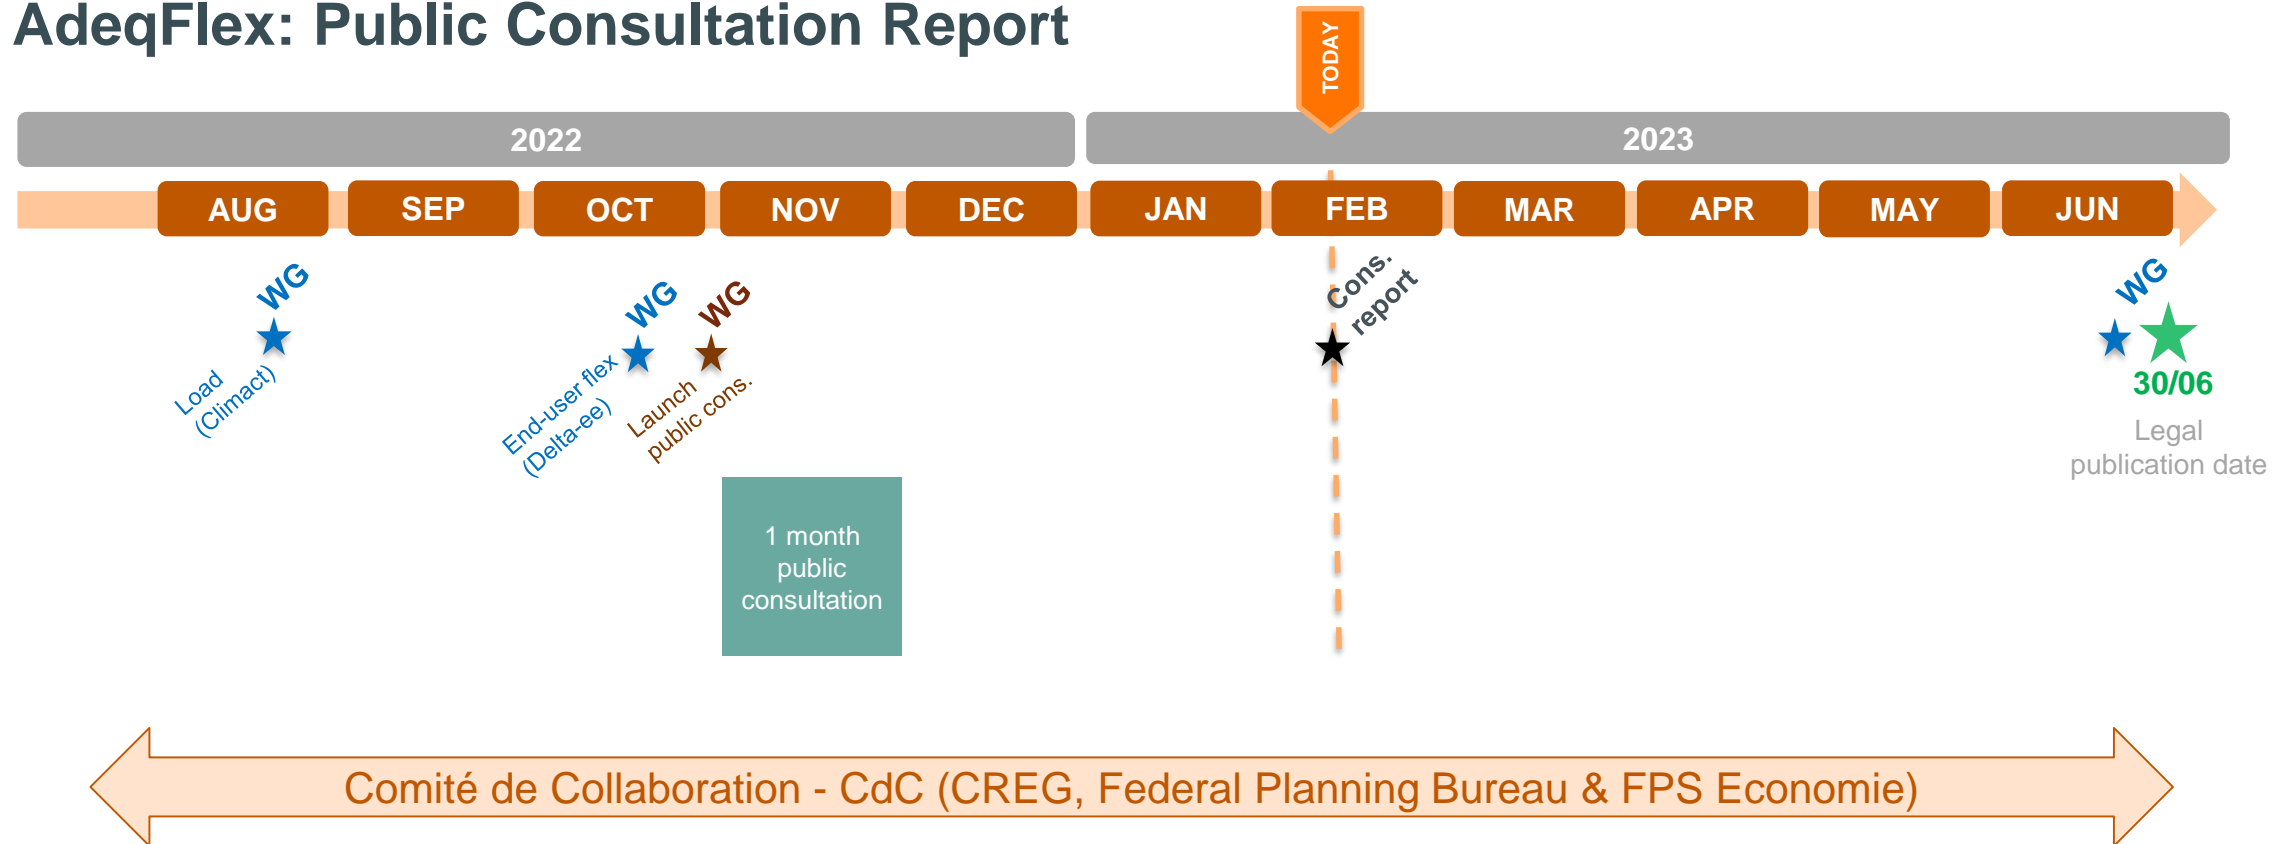 AdeqFlex: Public Consultation Report
TODAY
2022
2023
AUG
SEP
OCT
NOV
DEC
JAN
FEB
MAR
APR
MAY
JUN
WG
Load
(Climact)
WG
End-user flex
(Delta-ee)
WG
Launch
public cons.
Cons.
report
WG
30/06
Legal
publication date
1 month
public
consultation
Comité de Collaboration - CdC (CREG, Federal Planning Bureau & FPS Economie)